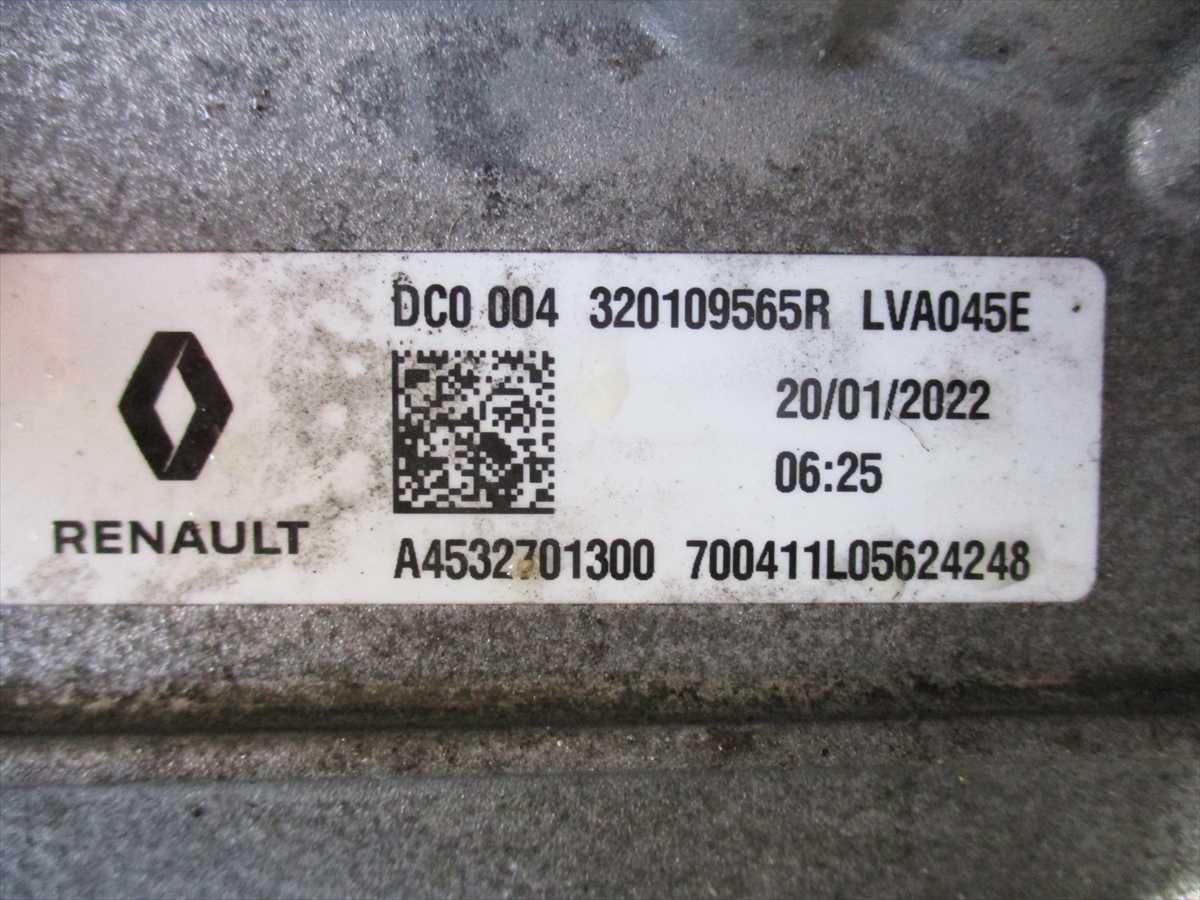 DC0 004 320109565R LVA045E
20/01/2022
06:25
RENAULT
A4532701300 700411L05624248